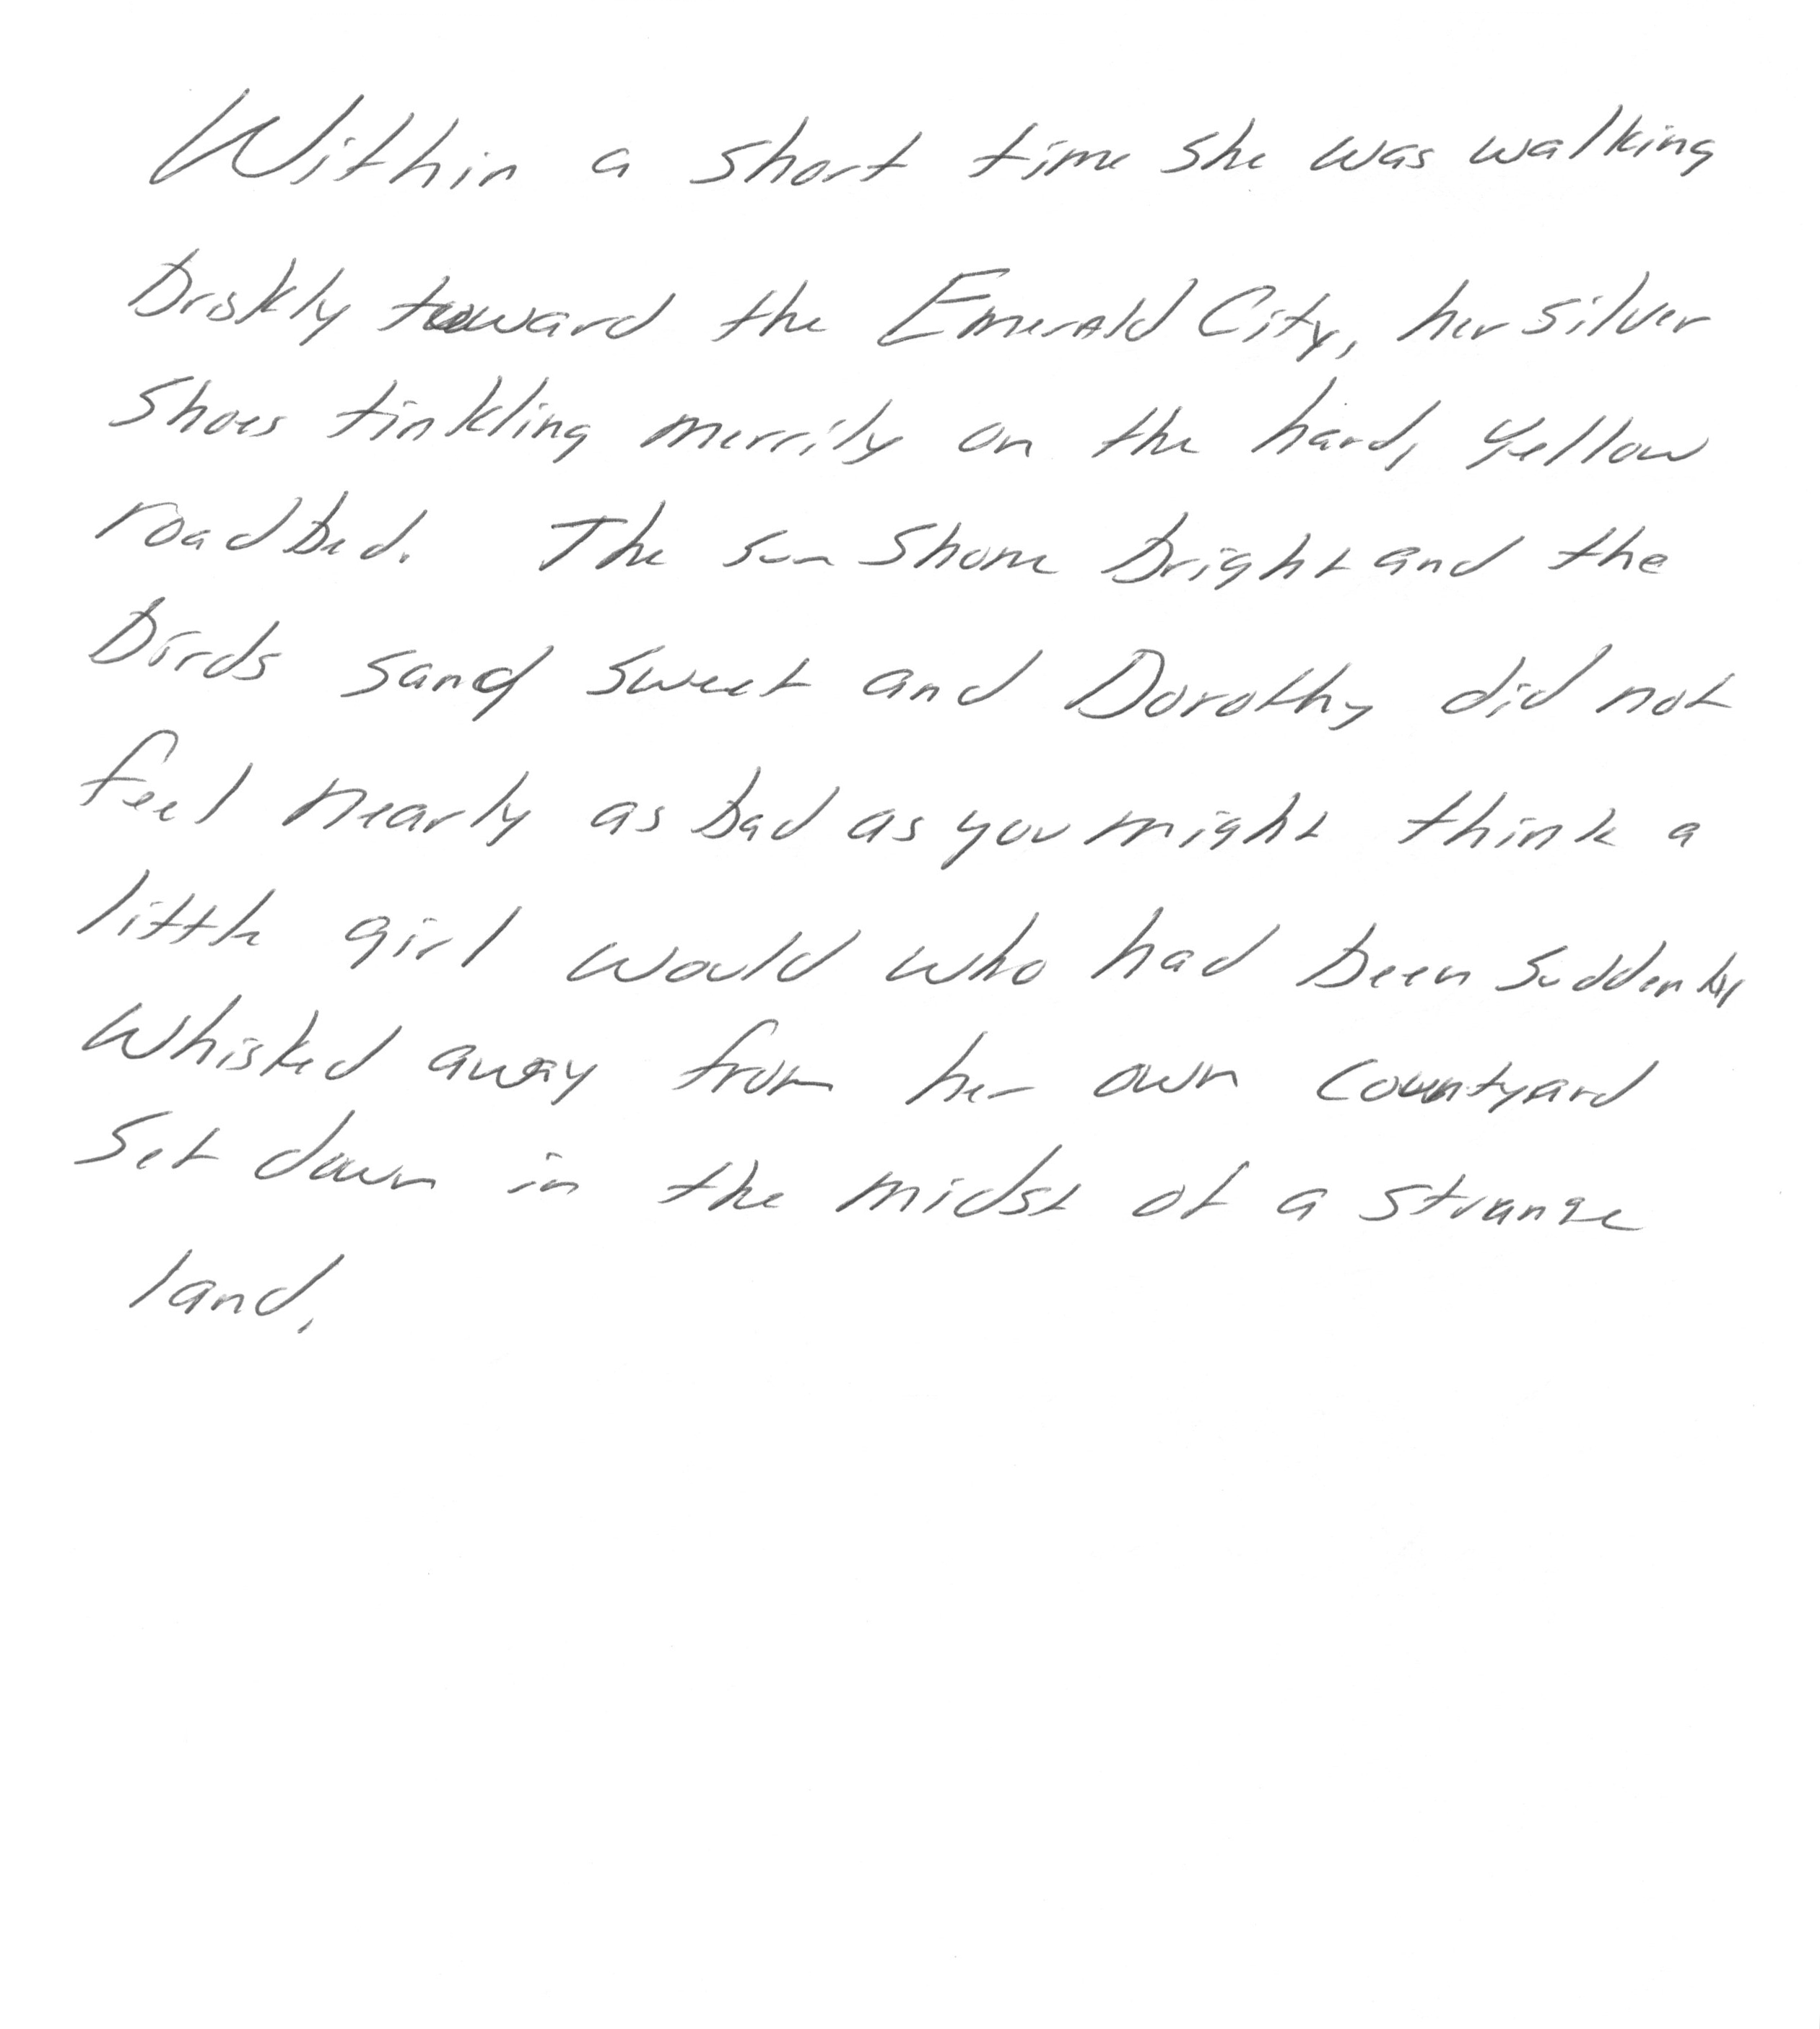 Within a short time she was walking
briskly toward the Emerald City, her silver
shoes tinkling merrily on the hard, yellow
roadbed. The sun shone bright and the
birds sang sweet and Dorothy did not
feel nearly as bad as you might think a
little girl would who had been suddenly
whisked away from her own countyard
set down in the midst of a strange
land.